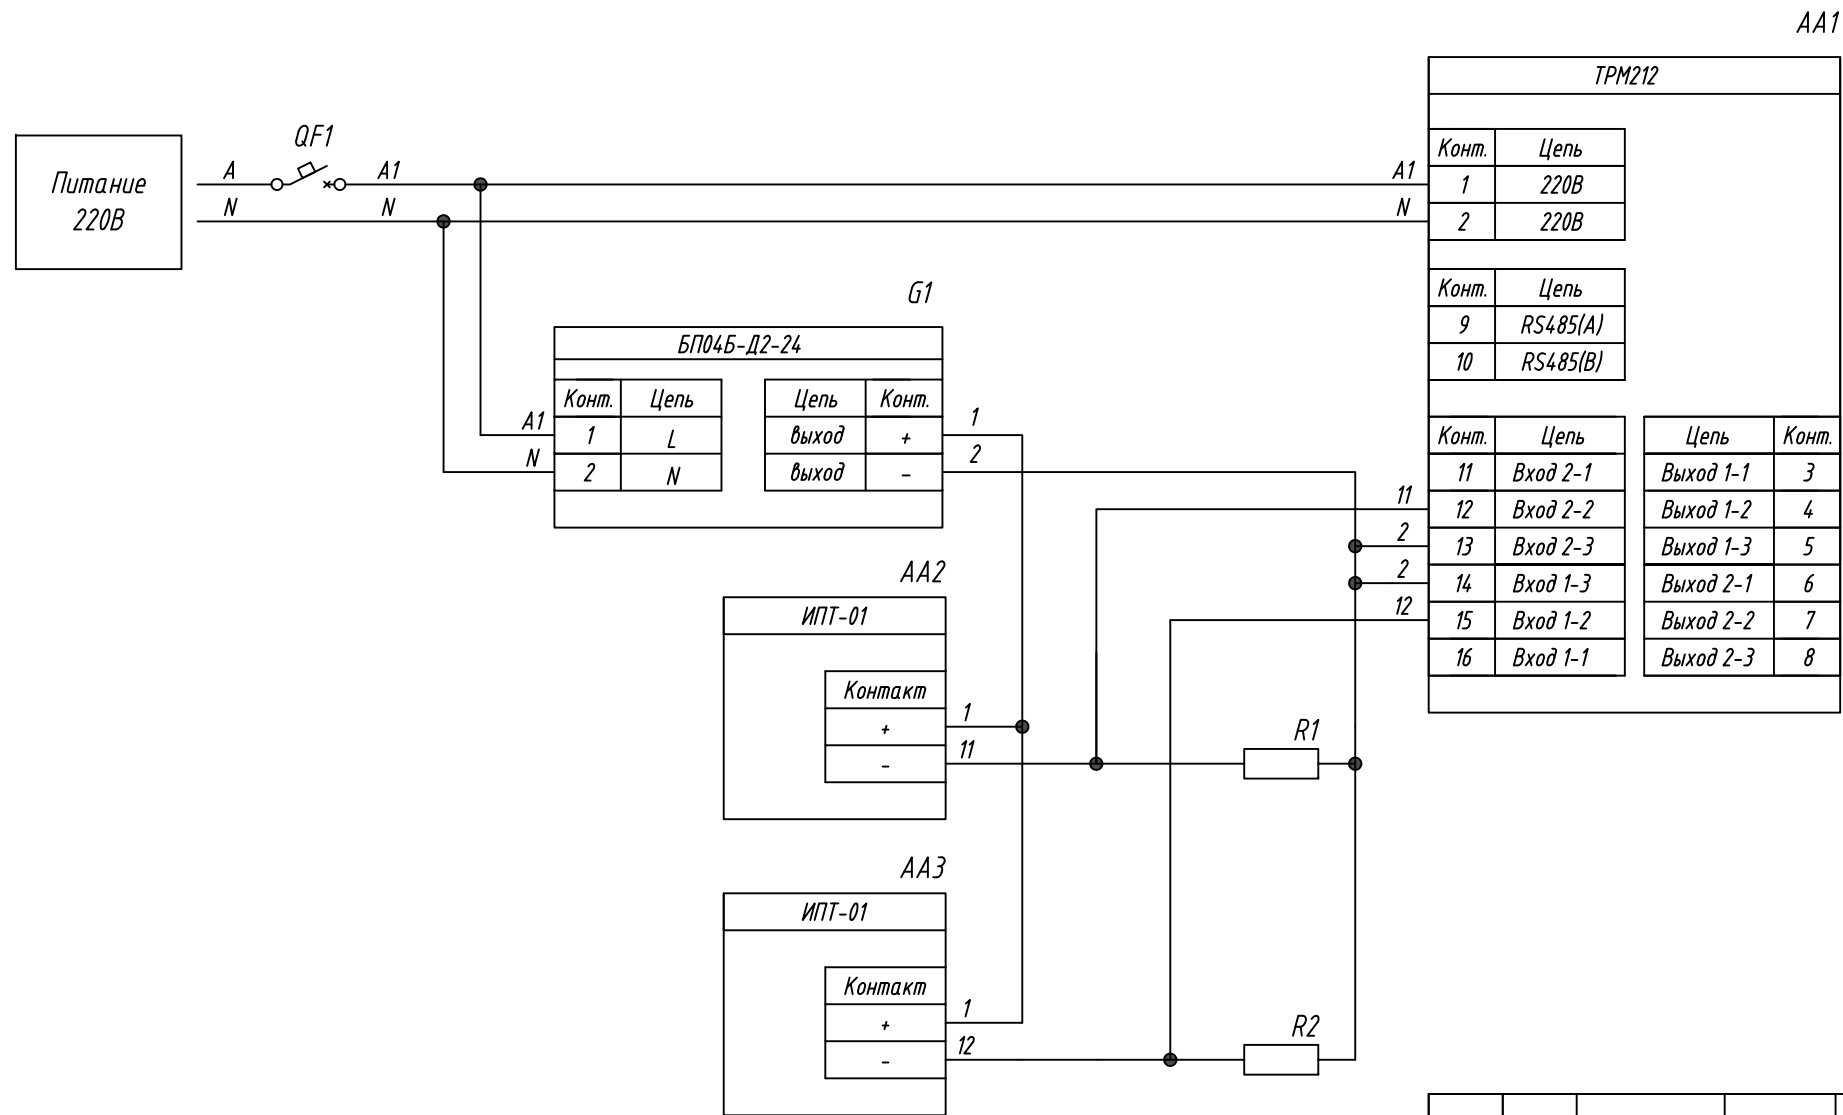 AA1
ТРМ212
QF1
Питание
220В
A
A1
A1
N
N
N
Конт. Цепь
1 220В
2 220В
Конт. Цепь
9 RS485(A)
10 RS485(B)
G1
БП04Б-Д2-24
Конт. Цепь Цепь Конт.
A1 1 L выход + 1
N 2 N выход - 2
Конт. Цепь Цепь Конт.
11 Вход 2-1 Выход 1-1 3
11 12 Вход 2-2 Выход 1-2 4
2 13 Вход 2-3 Выход 1-3 5
2 14 Вход 1-3 Выход 2-1 6
12 15 Вход 1-2 Выход 2-2 7
16 Вход 1-1 Выход 2-3 8
AA2
ИПТ-01
Контакт
+ 1
- 11
R1
AA3
ИПТ-01
Контакт
+ 1
- 12
R2